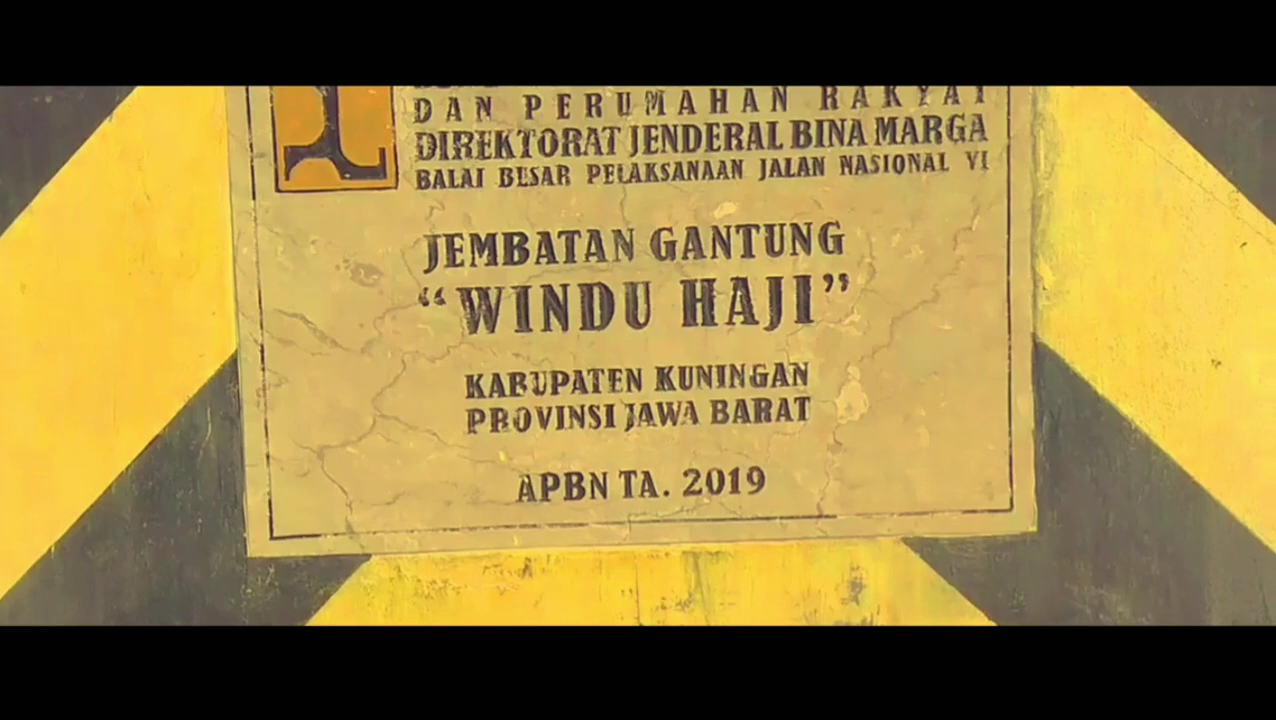 DAN PERUMAHAN RAKYAT
DIREKTORAT JENDERAL BINA MARGA
BALAI BESAR PELAKSANAAN JALAN NASIONAL VI
JEMBATAN GANTUNG
“WINDU HAJI”
KABUPATEN KUNINGAN
PROVINSI JAWA BARAT
APBN TA. 2019